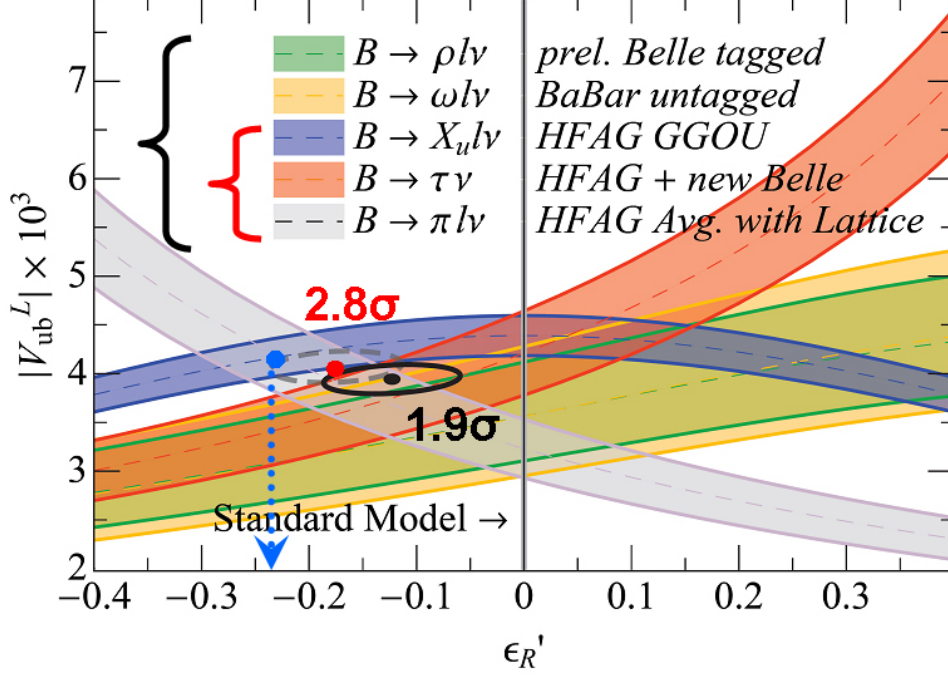 B → ρlν prel. Belle tagged
B → ωlν BaBar untagged
B → X_u lν HFAG GGOU
B → τν HFAG + new Belle
B → πlν HFAG Avg. with Lattice
7
6
5
4
3
2
|V_ub^L| × 10^3
2.8σ
1.9σ
Standard Model →
−0.4 −0.3 −0.2 −0.1 0 0.1 0.2 0.3
ϵ_R'